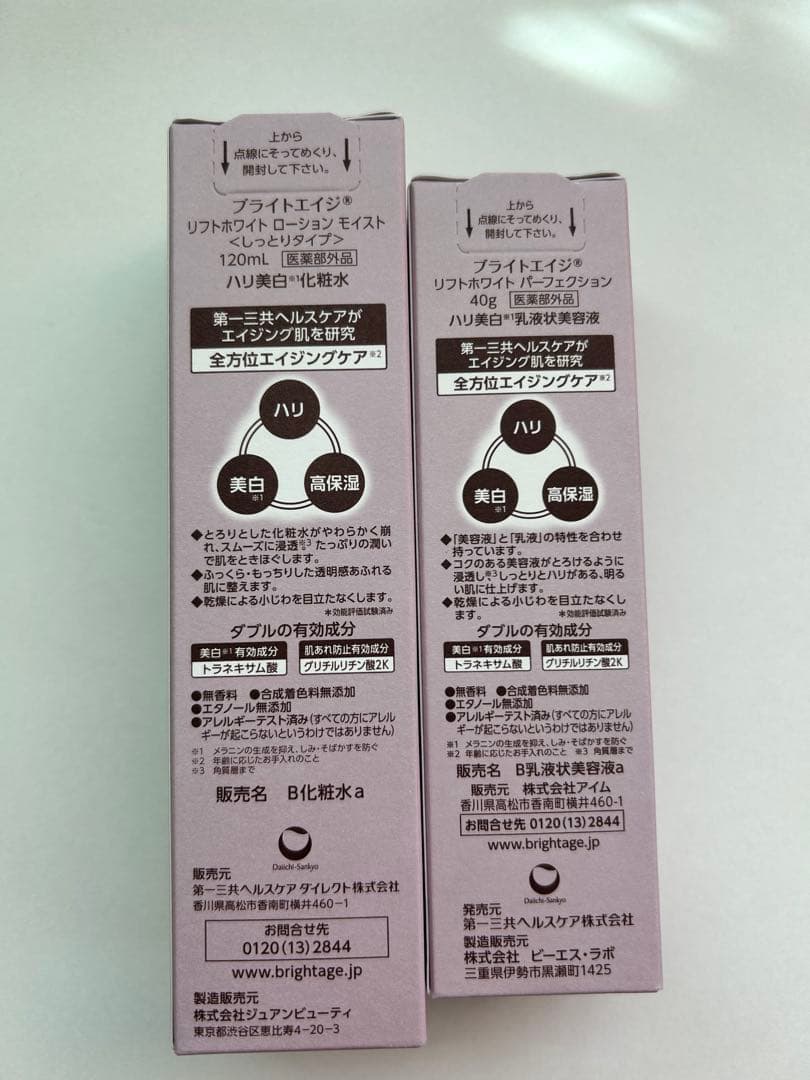 上から
点線にそってめくり、
開封して下さい。
ブライトエイジ®
リフトホワイト ローション モイスト
<しっとりタイプ>
120mL 医薬部外品
ハリ美白※1化粧水
第一三共ヘルスケアが
エイジング肌を研究
全方位エイジングケア※2
ハリ
美白※1
高保湿
◆とろりとした化粧水がやわらかく崩
れ、スムーズに浸透※3たっぷりの潤い
で肌をときほぐします。
◆ふっくら・もっちりした透明感あふれる
肌に整えます。
◆乾燥による小じわを目立たなくします。
＊効能評価試験済み
ダブルの有効成分
美白※1有効成分
トラネキサム酸
肌あれ防止有効成分
グリチルリチン酸2K
●無香料 ●合成着色料無添加
●エタノール無添加
●アレルギーテスト済み(すべての方にアレル
ギーが起こらないというわけではありません)
※1 メラニンの生成を抑え、しみ・そばかすを防ぐ
※2 年齢に応じたお手入れのこと
※3 角質層まで
販売名 B化粧水a
Daiichi-Sankyo
販売元
第一三共ヘルスケア ダイレクト株式会社
香川県高松市香南町横井460-1
お問合せ先
0120(13)2844
www.brightage.jp
製造販売元
株式会社ジュアンビューティ
東京都渋谷区恵比寿4-20-3
上から
点線にそってめくり、
開封して下さい。
ブライトエイジ®
リフトホワイト パーフェクション
40g 医薬部外品
ハリ美白※1乳液状美容液
第一三共ヘルスケアが
エイジング肌を研究
全方位エイジングケア※2
ハリ
美白※1
高保湿
◆「美容液」と「乳液」の特性を合わせ
持っています。
◆コクのある美容液がとろけるように
浸透し※3しっとりとハリがある、明る
い肌に仕上げます。
◆乾燥による小じわを目立たなくし
ます。
＊効能評価試験済み
ダブルの有効成分
美白※1有効成分
トラネキサム酸
肌あれ防止有効成分
グリチルリチン酸2K
●無香料 ●合成着色料無添加
●エタノール無添加
●アレルギーテスト済み(すべての方にアレル
ギーが起こらないというわけではありません)
※1 メラニンの生成を抑え、しみ・そばかすを防ぐ
※2 年齢に応じたお手入れのこと ※3 角質層まで
販売名 B乳液状美容液a
販売元 株式会社アイム
香川県高松市香南町横井460-1
お問合せ先 0120(13)2844
www.brightage.jp
Daiichi-Sankyo
発売元
第一三共ヘルスケア株式会社
製造販売元
株式会社 ビーエス・ラボ
三重県伊勢市黒瀬町1425